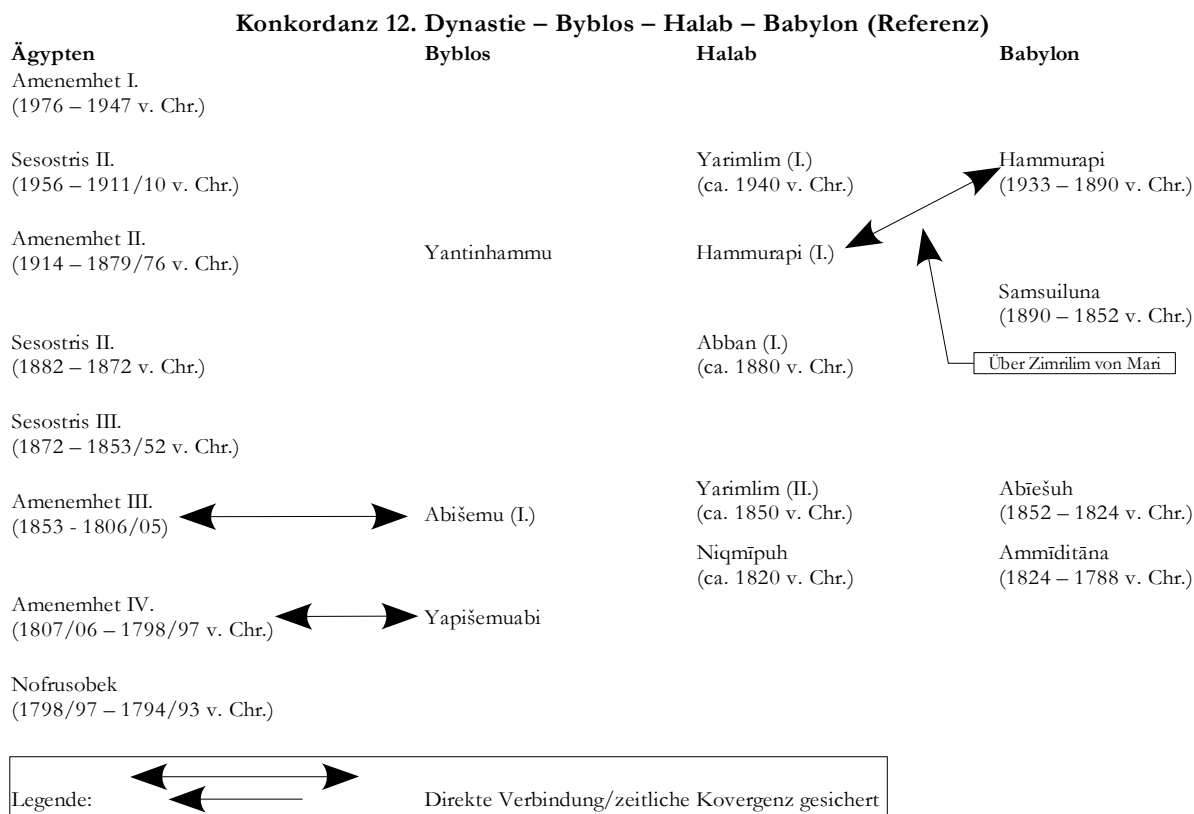 Konkordanz 12. Dynastie – Byblos – Halab – Babylon (Referenz)
Ägypten Byblos Halab Babylon
Amenemhet I.
(1976 – 1947 v. Chr.)
Sesostris II. Yarimlim (I.) Hammurapi
(1956 – 1911/10 v. Chr.) (ca. 1940 v. Chr.) (1933 – 1890 v. Chr.)
Amenemhet II.
(1914 – 1879/76 v. Chr.) Yantinhammu Hammurapi (I.)
Samsuiluna
(1890 – 1852 v. Chr.)
Sesostris II. Abban (I.)
(1882 – 1872 v. Chr.) (ca. 1880 v. Chr.) Über Zimrilim von Mari
Sesostris III.
(1872 – 1853/52 v. Chr.)
Amenemhet III. Yarimlim (II.) Abīešuh
(1853 - 1806/05) Abišemu (I.) (ca. 1850 v. Chr.) (1852 – 1824 v. Chr.)
Niqmīpuh Ammīditāna
(ca. 1820 v. Chr.) (1824 – 1788 v. Chr.)
Amenemhet IV.
(1807/06 – 1798/97 v. Chr.) Yapišemuabi
Nofrusobek
(1798/97 – 1794/93 v. Chr.)
Legende: Direkte Verbindung/zeitliche Kovergenz gesichert